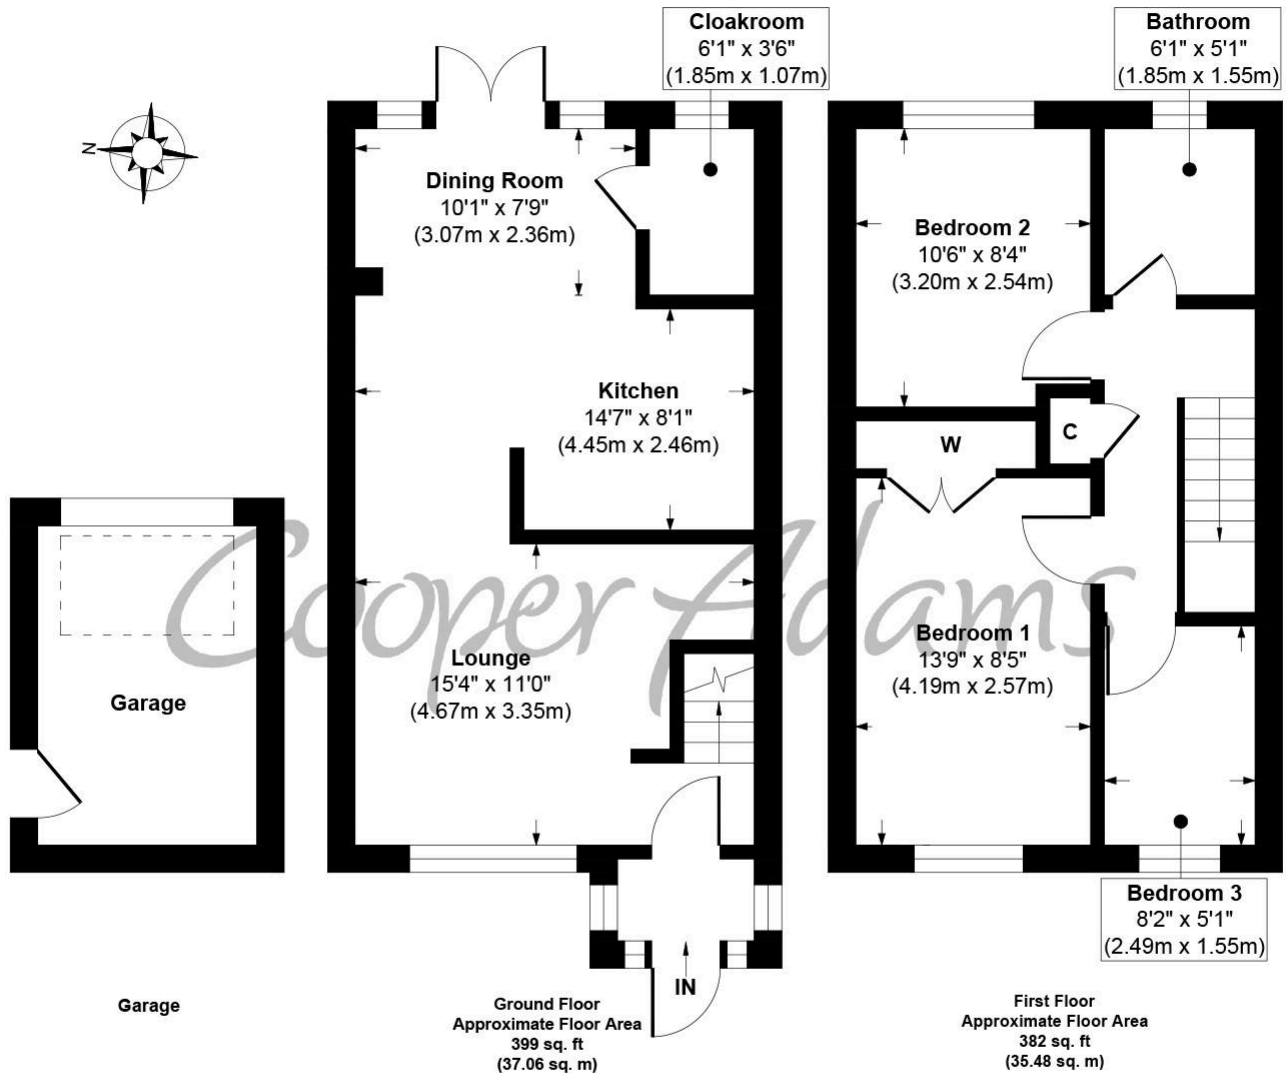 Cloakroom
6'1" x 3'6"
(1.85m x 1.07m)
Bathroom
6'1" x 5'1"
(1.85m x 1.55m)
N
Dining Room
10'1" x 7'9"
(3.07m x 2.36m)
Bedroom 2
10'6" x 8'4"
(3.20m x 2.54m)
Kitchen
14'7" x 8'1"
(4.45m x 2.46m)
W
C
Cooper Adams
Garage
Lounge
15'4" x 11'0"
(4.67m x 3.35m)
Bedroom 1
13'9" x 8'5"
(4.19m x 2.57m)
Bedroom 3
8'2" x 5'1"
(2.49m x 1.55m)
IN
Garage
Ground Floor
Approximate Floor Area
399 sq. ft
(37.06 sq. m)
First Floor
Approximate Floor Area
382 sq. ft
(35.48 sq. m)